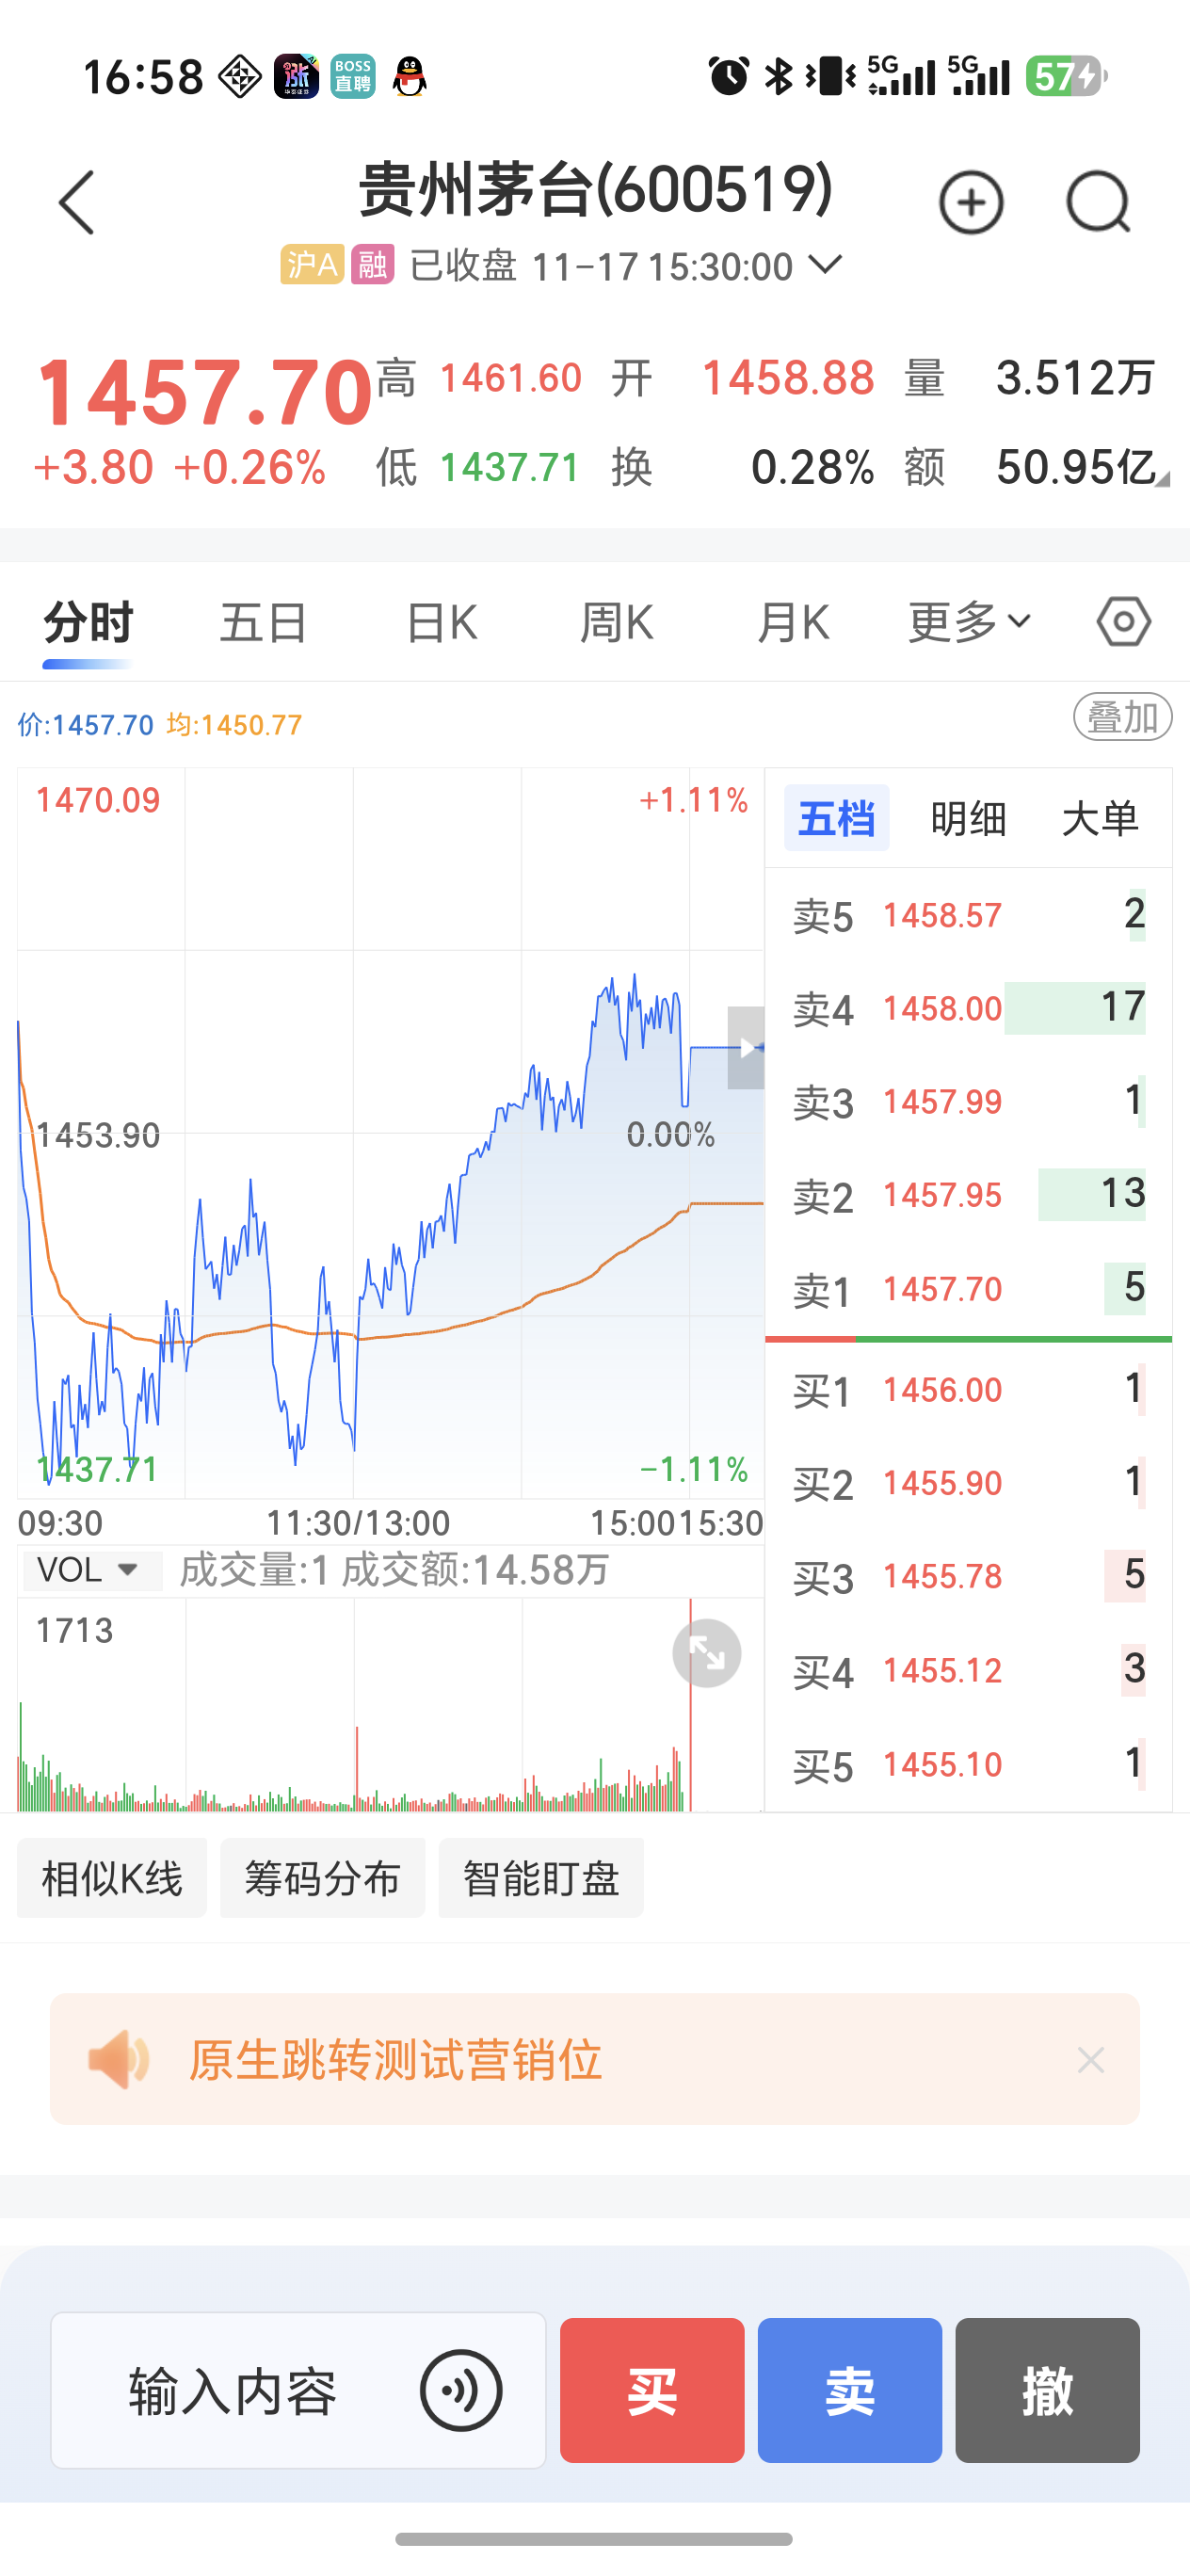 16:58 涨 BOSS直聘 5G 5G 57
贵州茅台(600519)
沪A 融 已收盘 11-17 15:30:00
1457.70 高 1461.60 开 1458.88 量 3.512万
+3.80 +0.26% 低 1437.71 换 0.28% 额 50.95亿
分时 五日 日K 周K 月K 更多
价:1457.70 均:1450.77 叠加
1470.09 +1.11%
1453.90 0.00%
1437.71 -1.11%
09:30 11:30/13:00 15:00 15:30
VOL 成交量:1 成交额:14.58万
1713
五档 明细 大单
卖5 1458.57 2
卖4 1458.00 17
卖3 1457.99 1
卖2 1457.95 13
卖1 1457.70 5
买1 1456.00 1
买2 1455.90 1
买3 1455.78 5
买4 1455.12 3
买5 1455.10 1
相似K线 筹码分布 智能盯盘
原生跳转测试营销位
输入内容 买 卖 撤